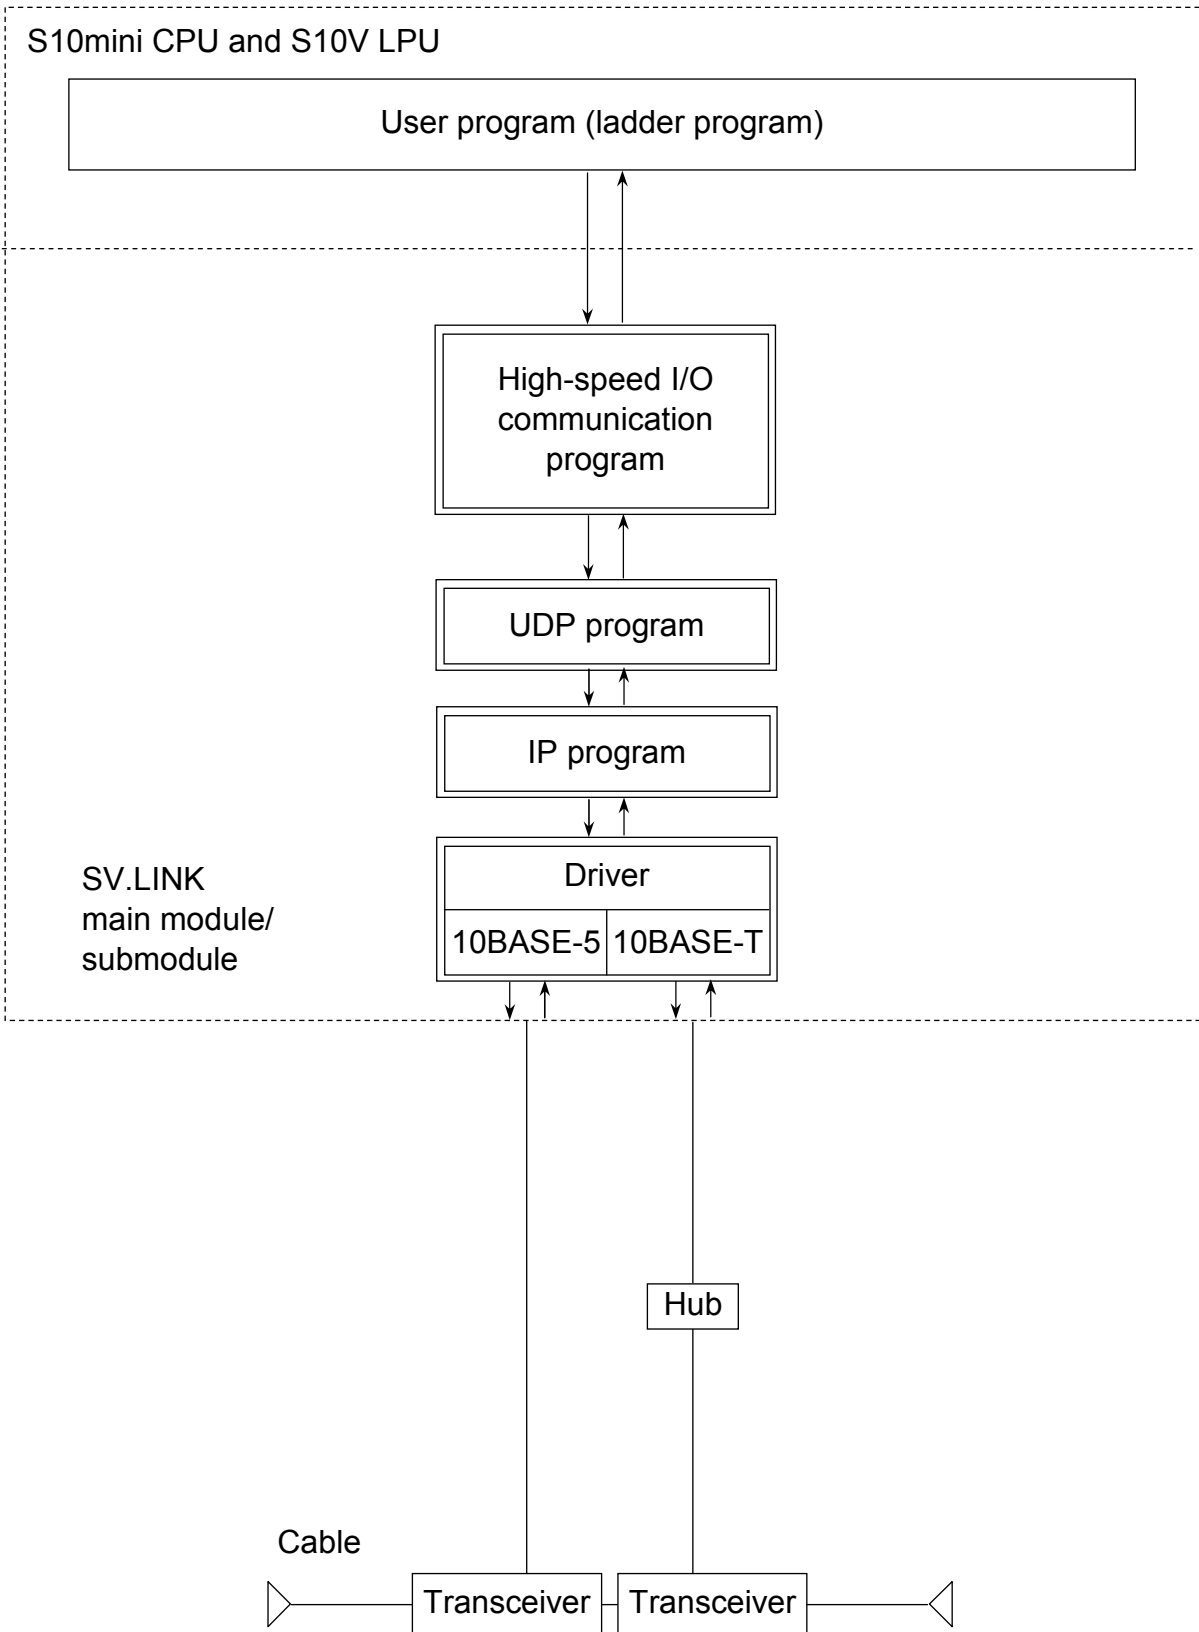 S10mini CPU and S10V LPU
User program (ladder program)
High-speed I/O
communication
program
UDP program
IP program
Driver
10BASE-5 10BASE-T
SV.LINK
main module/
submodule
Hub
Cable
Transceiver Transceiver